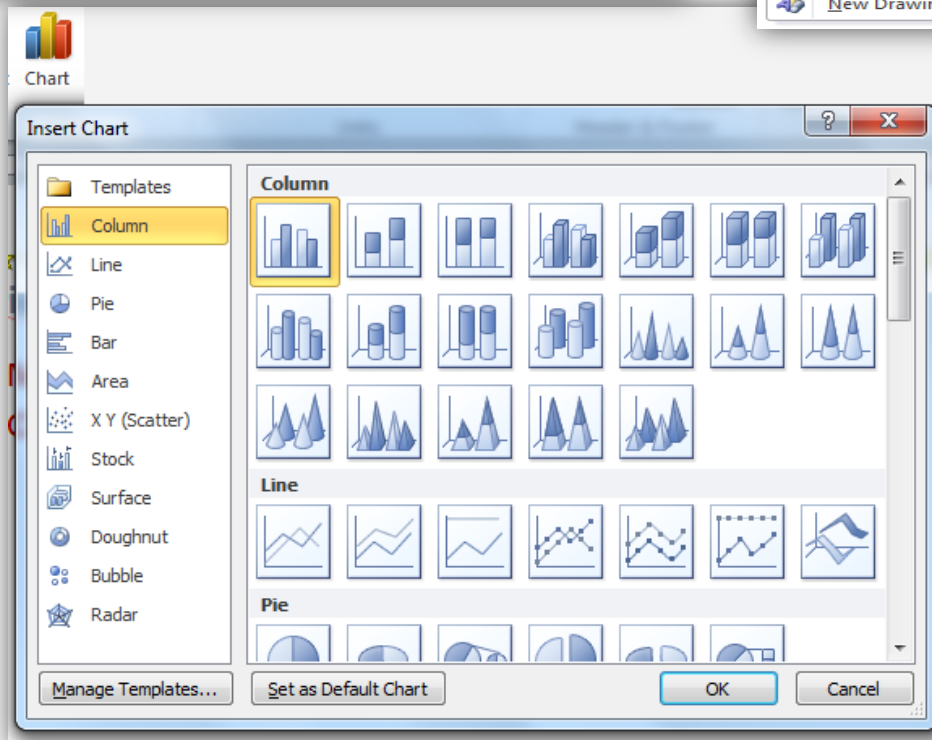 New Drawin
Chart
Insert Chart
Templates
Column
Line
Pie
Bar
Area
X Y (Scatter)
Stock
Surface
Doughnut
Bubble
Radar
Column
Line
Pie
Manage Templates...
Set as Default Chart
OK
Cancel